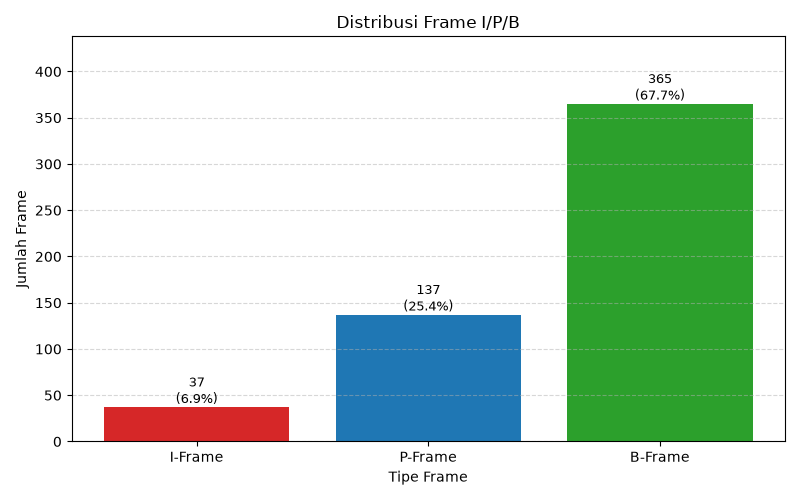 Distribusi Frame I/P/B
Jumlah Frame
400
350
300
250
200
150
100
50
0
37
(6.9%)
137
(25.4%)
365
(67.7%)
I-Frame
P-Frame
B-Frame
Tipe Frame